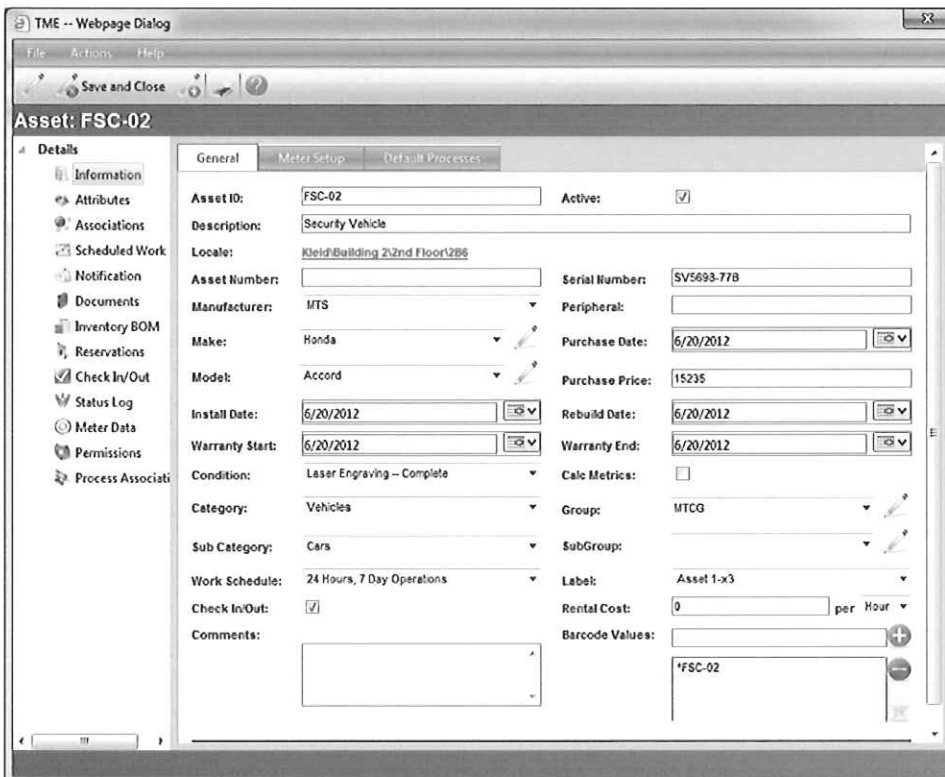 TME -- Webpage Dialog
File Actions Help
Save and Close
Asset: FSC-02
Details
Information
Attributes
Associations
Scheduled Work
Notification
Documents
Inventory BOM
Reservations
Check In/Out
Status Log
Meter Data
Permissions
Process Associati
General Meter Setup Default Processes
Asset ID: FSC-02 Active:
Description: Security Vehicle
Locale: Kleid\Building 2\2nd Floor\2B6
Asset Number: Serial Number: SV5693-77B
Manufacturer: MTS Peripheral:
Make: Honda Purchase Date: 6/20/2012
Model: Accord Purchase Price: 15235
Install Date: 6/20/2012 Rebuild Date: 6/20/2012
Warranty Start: 6/20/2012 Warranty End: 6/20/2012
Condition: Laser Engraving -- Complete Calc Metrics:
Category: Vehicles Group: MTCG
Sub Category: Cars SubGroup:
Work Schedule: 24 Hours, 7 Day Operations Label: Asset 1-x3
Check In/Out: Rental Cost: 0 per Hour
Comments: Barcode Values:
*FSC-02